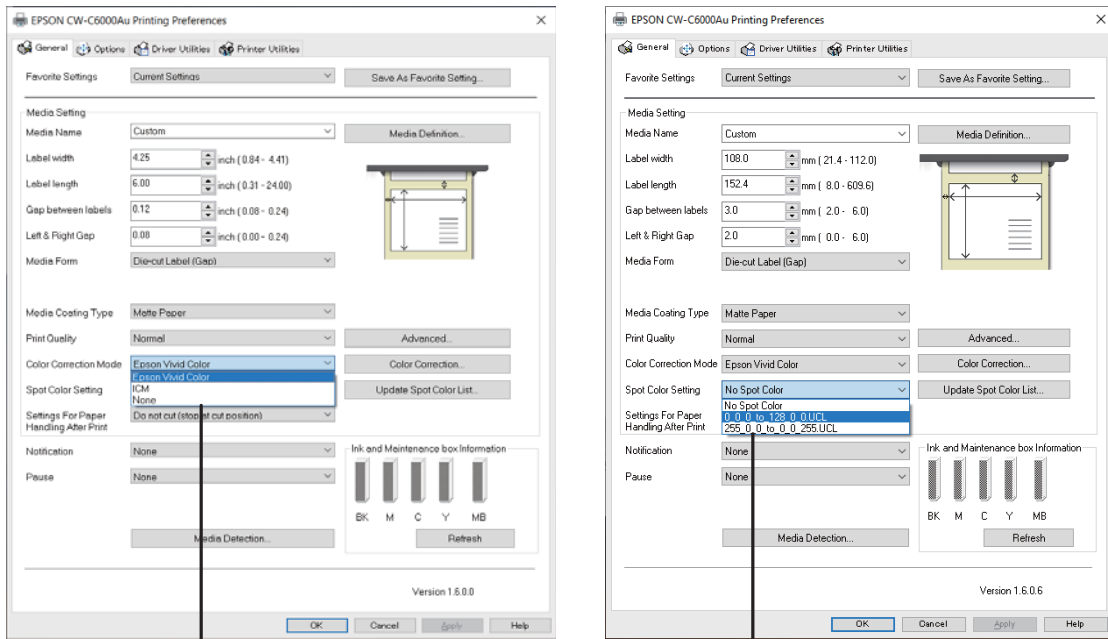 EPSON CW-C6000Au Printing Preferences
General Options Driver Utilities Printer Utilities
Favorite Settings Current Settings Save As Favorite Setting...
Media Setting
Media Name Custom Media Definition...
Label width 4.25 inch ( 0.84 - 4.41)
Label length 6.00 inch ( 0.31 - 24.00)
Gap between labels 0.12 inch ( 0.08 - 0.24)
Left & Right Gap 0.08 inch ( 0.00 - 0.24)
Media Form Die-cut Label (Gap)
Media Coating Type Matte Paper
Print Quality Normal Advanced...
Color Correction Mode Epson Vivid Color Color Correction...
Epson Vivid Color
Spot Color Setting ICM Update Spot Color List...
None
Settings For Paper Do not cut (stop at cut position)
Handling After Print
Notification None Ink and Maintenance box Information
Pause None
BK M C Y MB
Media Detection... Refresh
Version 1.6.0.0
OK Cancel Apply Help
EPSON CW-C6000Au Printing Preferences
General Options Driver Utilities Printer Utilities
Favorite Settings Current Settings Save As Favorite Setting...
Media Setting
Media Name Custom Media Definition...
Label width 108.0 mm ( 21.4 - 112.0)
Label length 152.4 mm ( 8.0 - 609.6)
Gap between labels 3.0 mm ( 2.0 - 6.0)
Left & Right Gap 2.0 mm ( 0.0 - 6.0)
Media Form Die-cut Label (Gap)
Media Coating Type Matte Paper
Print Quality Normal Advanced...
Color Correction Mode Epson Vivid Color Color Correction...
Spot Color Setting No Spot Color Update Spot Color List...
No Spot Color
Settings For Paper 0_0_0_to_128_0_0.UCL
Handling After Print 255_0_0_to_0_0_255.UCL
Notification None Ink and Maintenance box Information
Pause None
BK M C Y MB
Media Detection... Refresh
Version 1.6.0.6
OK Cancel Apply Help